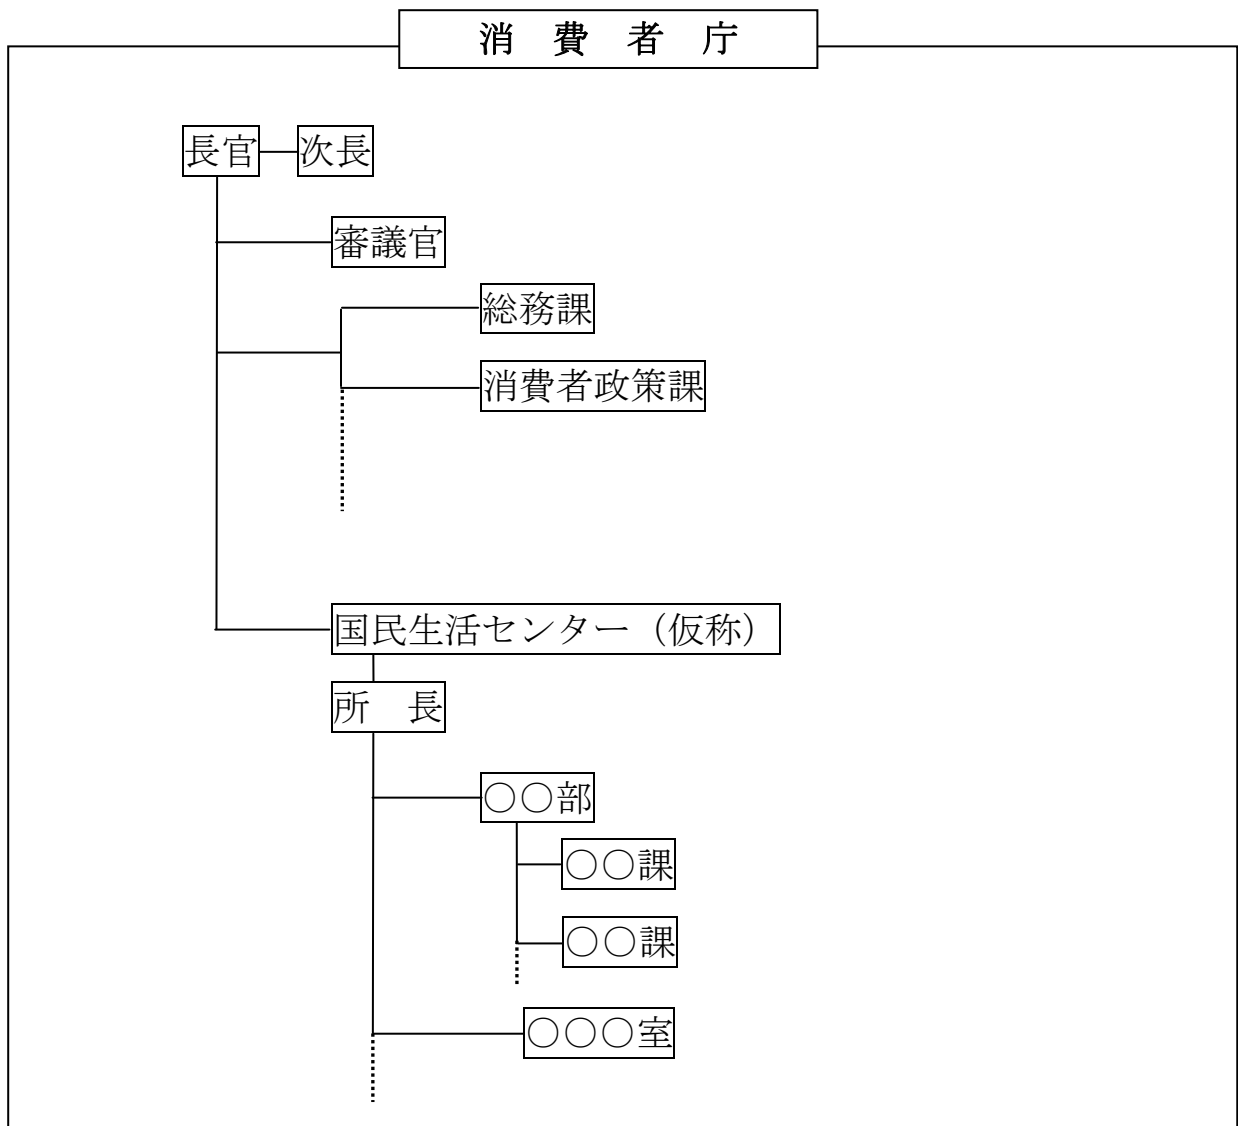 消　費　者　庁
長官
次長
審議官
総務課
消費者政策課
国民生活センター（仮称）
所　長
○○部
○○課
○○課
○○○室